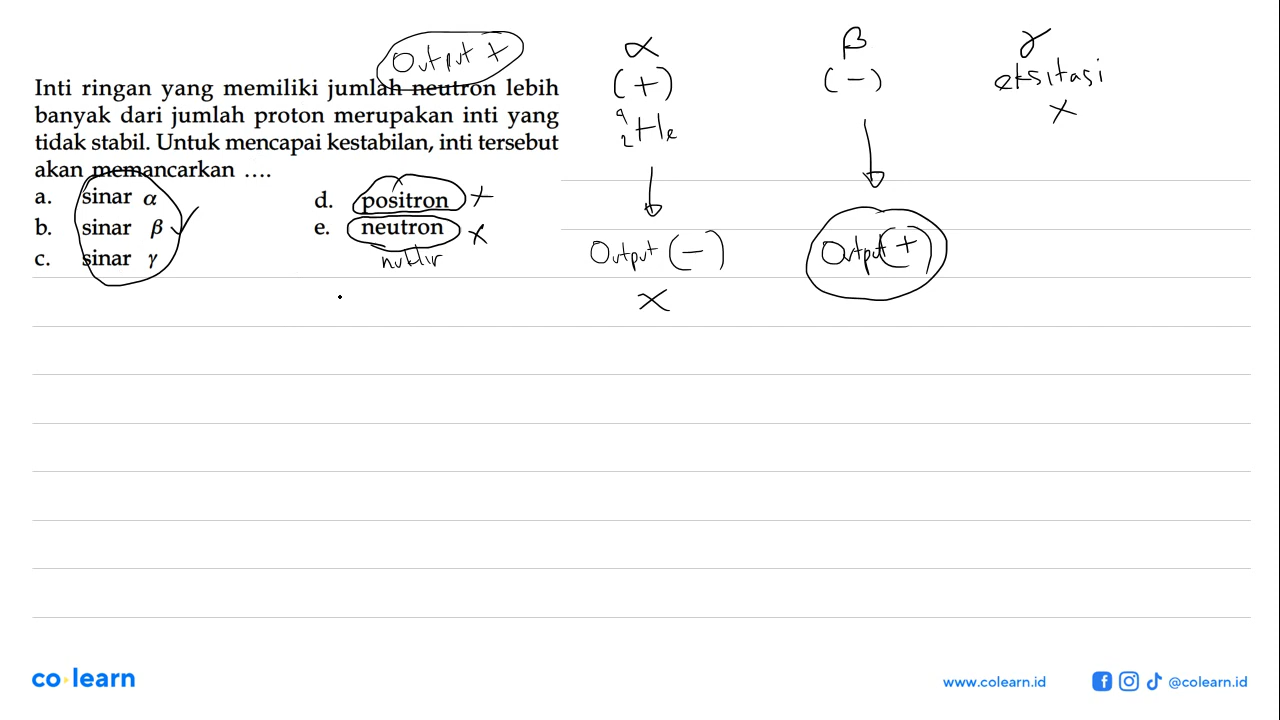 Output +
Inti ringan yang memiliki jumlah neutron lebih
banyak dari jumlah proton merupakan inti yang
tidak stabil. Untuk mencapai kestabilan, inti tersebut
akan memancarkan ....
a. sinar α
b. sinar β ✓
c. sinar γ
d. positron x
e. neutron x
nuklir
α
(+)
⁴₂He
↓
Output (-)
x
β
(-)
↓
Output (+)
γ
eksitasi
x
co learn
www.colearn.id
@colearn.id